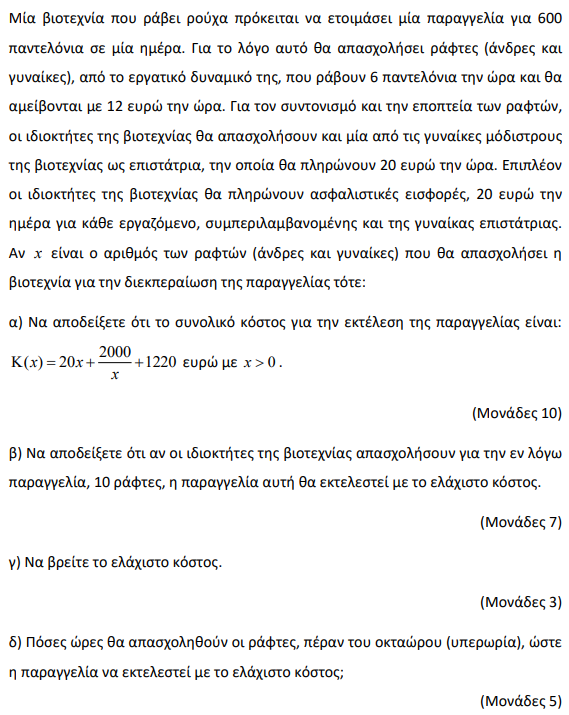 Μία βιοτεχνία που ράβει ρούχα πρόκειται να ετοιμάσει μία παραγγελία για 600
παντελόνια σε μία ημέρα. Για το λόγο αυτό θα απασχολήσει ράφτες (άνδρες και
γυναίκες), από το εργατικό δυναμικό της, που ράβουν 6 παντελόνια την ώρα και θα
αμείβονται με 12 ευρώ την ώρα. Για τον συντονισμό και την εποπτεία των ραφτών,
οι ιδιοκτήτες της βιοτεχνίας θα απασχολήσουν και μία από τις γυναίκες μόδιστρους
της βιοτεχνίας ως επιστάτρια, την οποία θα πληρώνουν 20 ευρώ την ώρα. Επιπλέον
οι ιδιοκτήτες της βιοτεχνίας θα πληρώνουν ασφαλιστικές εισφορές, 20 ευρώ την
ημέρα για κάθε εργαζόμενο, συμπεριλαμβανομένης και της γυναίκας επιστάτριας.
Αν x είναι ο αριθμός των ραφτών (άνδρες και γυναίκες) που θα απασχολήσει η
βιοτεχνία για την διεκπεραίωση της παραγγελίας τότε:
α) Να αποδείξετε ότι το συνολικό κόστος για την εκτέλεση της παραγγελίας είναι:
K(x) = 20x + 2000/x + 1220 ευρώ με x > 0 .
(Μονάδες 10)
β) Να αποδείξετε ότι αν οι ιδιοκτήτες της βιοτεχνίας απασχολήσουν για την εν λόγω
παραγγελία, 10 ράφτες, η παραγγελία αυτή θα εκτελεστεί με το ελάχιστο κόστος.
(Μονάδες 7)
γ) Να βρείτε το ελάχιστο κόστος.
(Μονάδες 3)
δ) Πόσες ώρες θα απασχοληθούν οι ράφτες, πέραν του οκταώρου (υπερωρία), ώστε
η παραγγελία να εκτελεστεί με το ελάχιστο κόστος;
(Μονάδες 5)